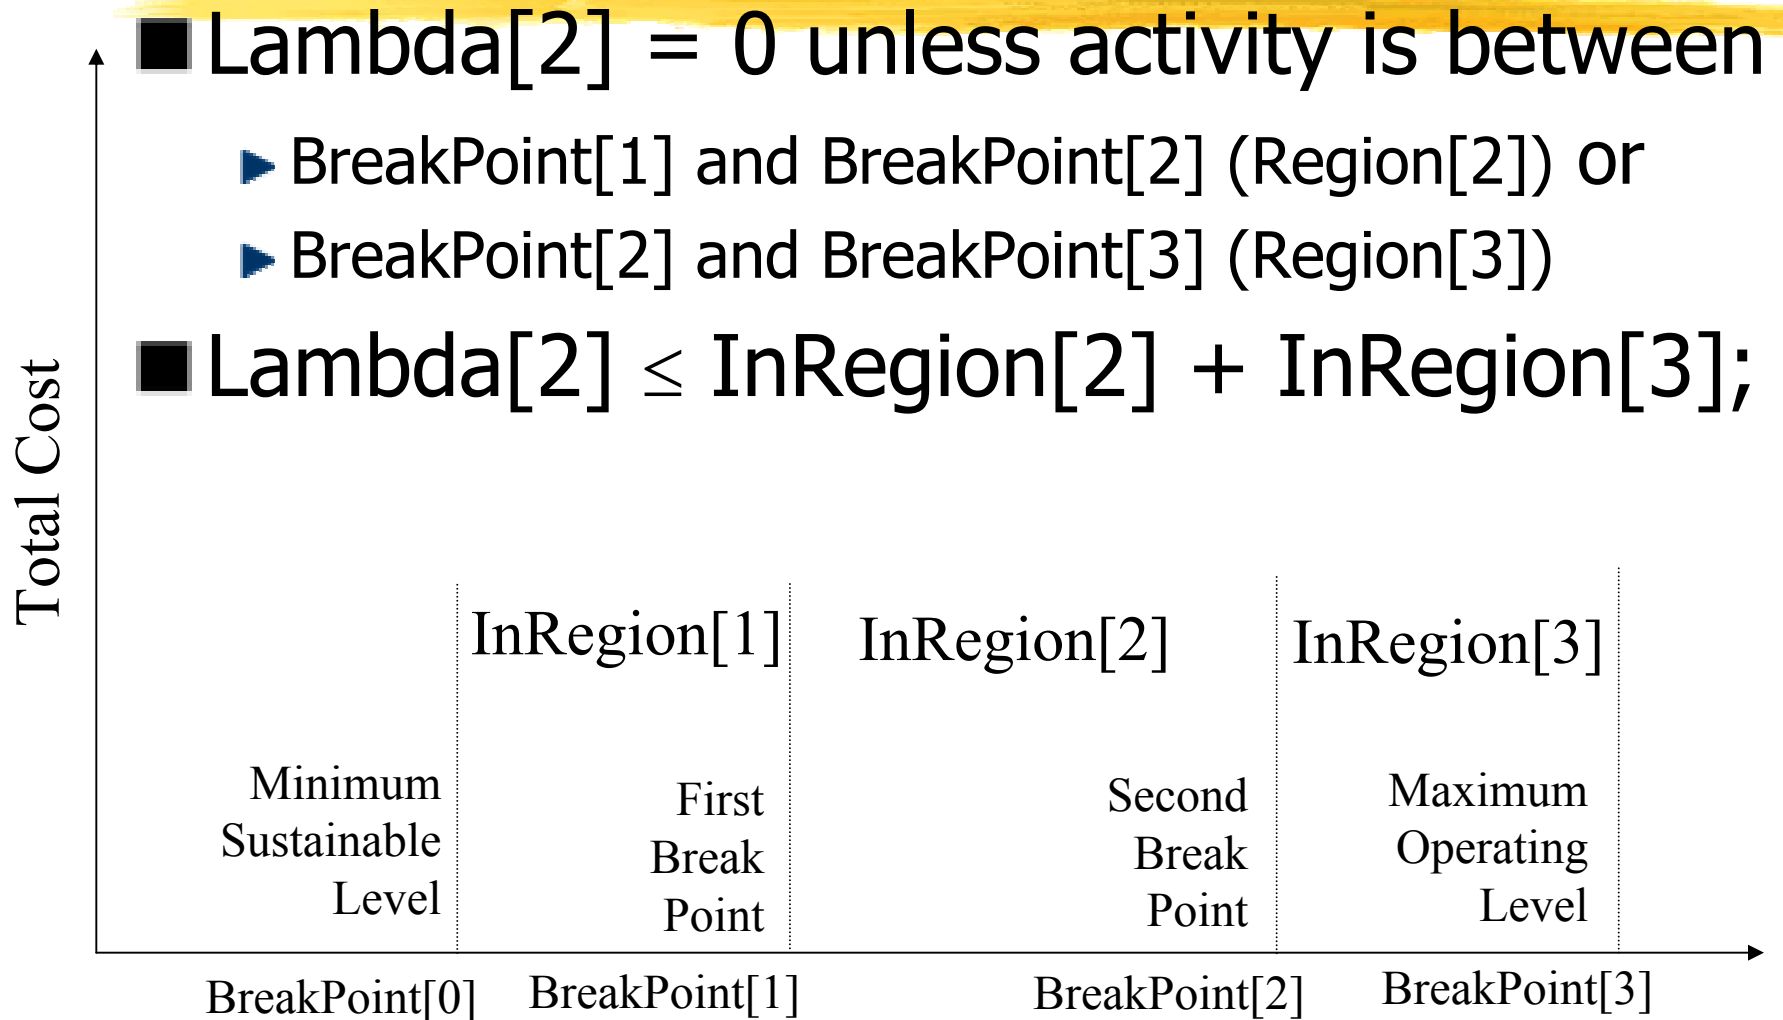 Lambda[2] = 0 unless activity is between
BreakPoint[1] and BreakPoint[2] (Region[2]) or
BreakPoint[2] and BreakPoint[3] (Region[3])
Lambda[2] ≤ InRegion[2] + InRegion[3];
Total Cost
InRegion[1]
InRegion[2]
InRegion[3]
Minimum
Sustainable
Level
First
Break
Point
Second
Break
Point
Maximum
Operating
Level
BreakPoint[0]
BreakPoint[1]
BreakPoint[2]
BreakPoint[3]